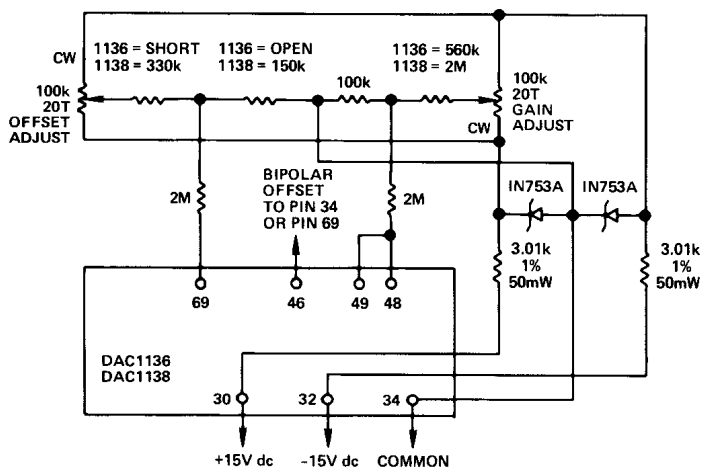 CW
1136 = SHORT
1138 = 330k
1136 = OPEN
1138 = 150k
100k
1136 = 560k
1138 = 2M
100k
20T
OFFSET
ADJUST
100k
20T
GAIN
ADJUST
CW
2M
BIPOLAR
OFFSET
TO PIN 34
OR PIN 69
2M
IN753A
IN753A
3.01k
1%
50mW
3.01k
1%
50mW
69
46
49
48
DAC1136
DAC1138
30
32
34
+15V dc
-15V dc
COMMON